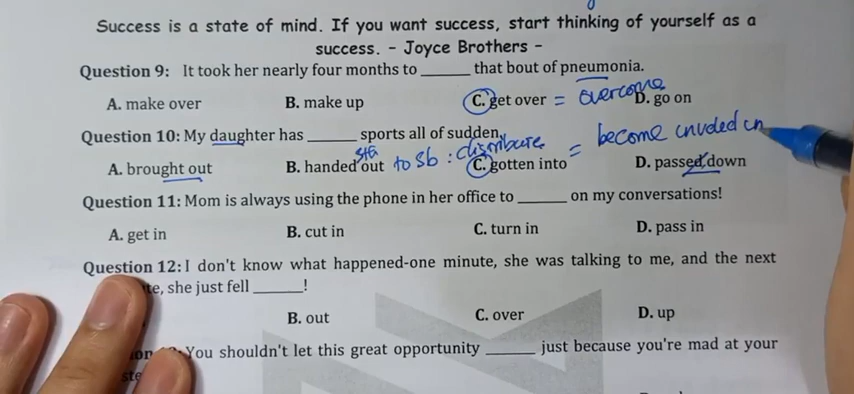 Success is a state of mind. If you want success, start thinking of yourself as a
success. - Joyce Brothers -
Question 9: It took her nearly four months to ______ that bout of pneumonia.
A. make over B. make up C. get over = overcome D. go on
Question 10: My daughter has ______ sports all of sudden.
become in
A. brought out B. handed out sth to sb : distribute C. gotten into = D. passed down
Question 11: Mom is always using the phone in her office to ______ on my conversations!
A. get in B. cut in C. turn in D. pass in
Question 12: I don't know what happened-one minute, she was talking to me, and the next
te, she just fell ______!
B. out C. over D. up
ion You shouldn't let this great opportunity ______ just because you're mad at your
ste